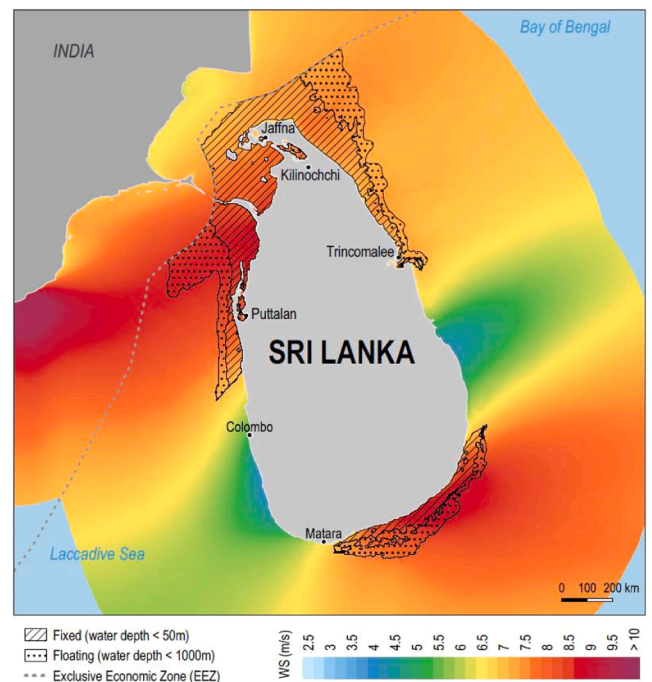 Bay of Bengal
INDIA
Jaffna
Kilinochchi
Trincomalee
Puttalan
SRI LANKA
Colombo
Matara
Laccadive Sea
0 100 200 km
Fixed (water depth < 50m)
Floating (water depth < 1000m)
Exclusive Economic Zone (EEZ)
WS (m/s)
2.5 3 3.5 4 4.5 5 5.5 6 6.5 7 7.5 8 8.5 9 9.5 > 10